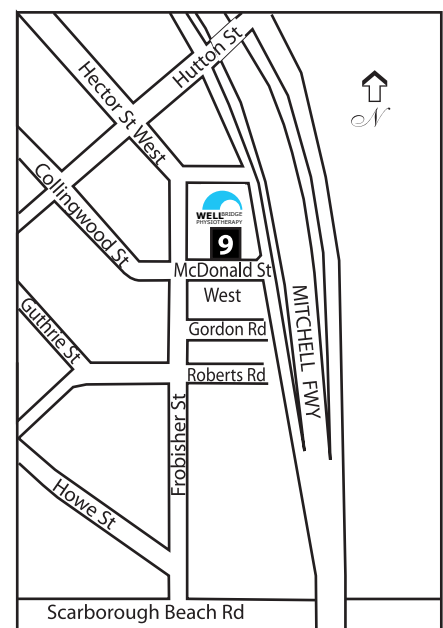 Hutton St
Hector St West
N
Collingwood St
WELLBRIDGE
PHYSIOTHERAPY
9
McDonald St
West
MITCHELL FWY
Guthrie St
Gordon Rd
Roberts Rd
Frobisher St
Howe St
Scarborough Beach Rd